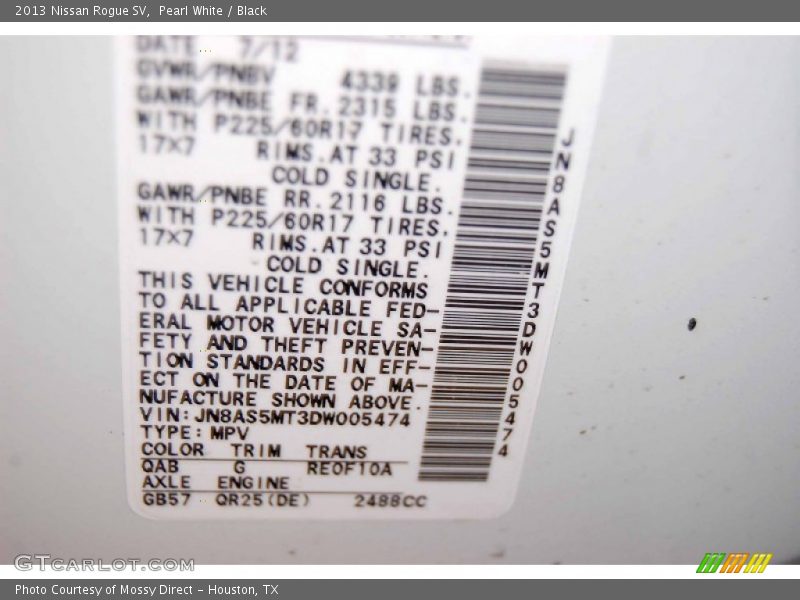 2013 Nissan Rogue SV, Pearl White / Black
DATE 7/12
GVWR/PNBV 4339 LBS.
GAWR/PNBE FR. 2315 LBS.
WITH P225/60R17 TIRES.
17×7 RIMS.AT 33 PSI
COLD SINGLE.
GAWR/PNBE RR. 2116 LBS.
WITH P225/60R17 TIRES.
17×7 RIMS.AT 33 PSI
COLD SINGLE.
THIS VEHICLE CONFORMS
TO ALL APPLICABLE FED-
ERAL MOTOR VEHICLE SA-
FETY AND THEFT PREVEN-
TION STANDARDS IN EFF-
ECT ON THE DATE OF MA-
NUFACTURE SHOWN ABOVE.
VIN:JN8AS5MT3DW005474
TYPE:MPV
COLOR TRIM TRANS
QAB G RE0F10A
AXLE ENGINE
GB57 QR25(DE) 2488CC
JN8AS5MT3DW005474
GTCarLot.com
Photo Courtesy of Mossy Direct - Houston, TX